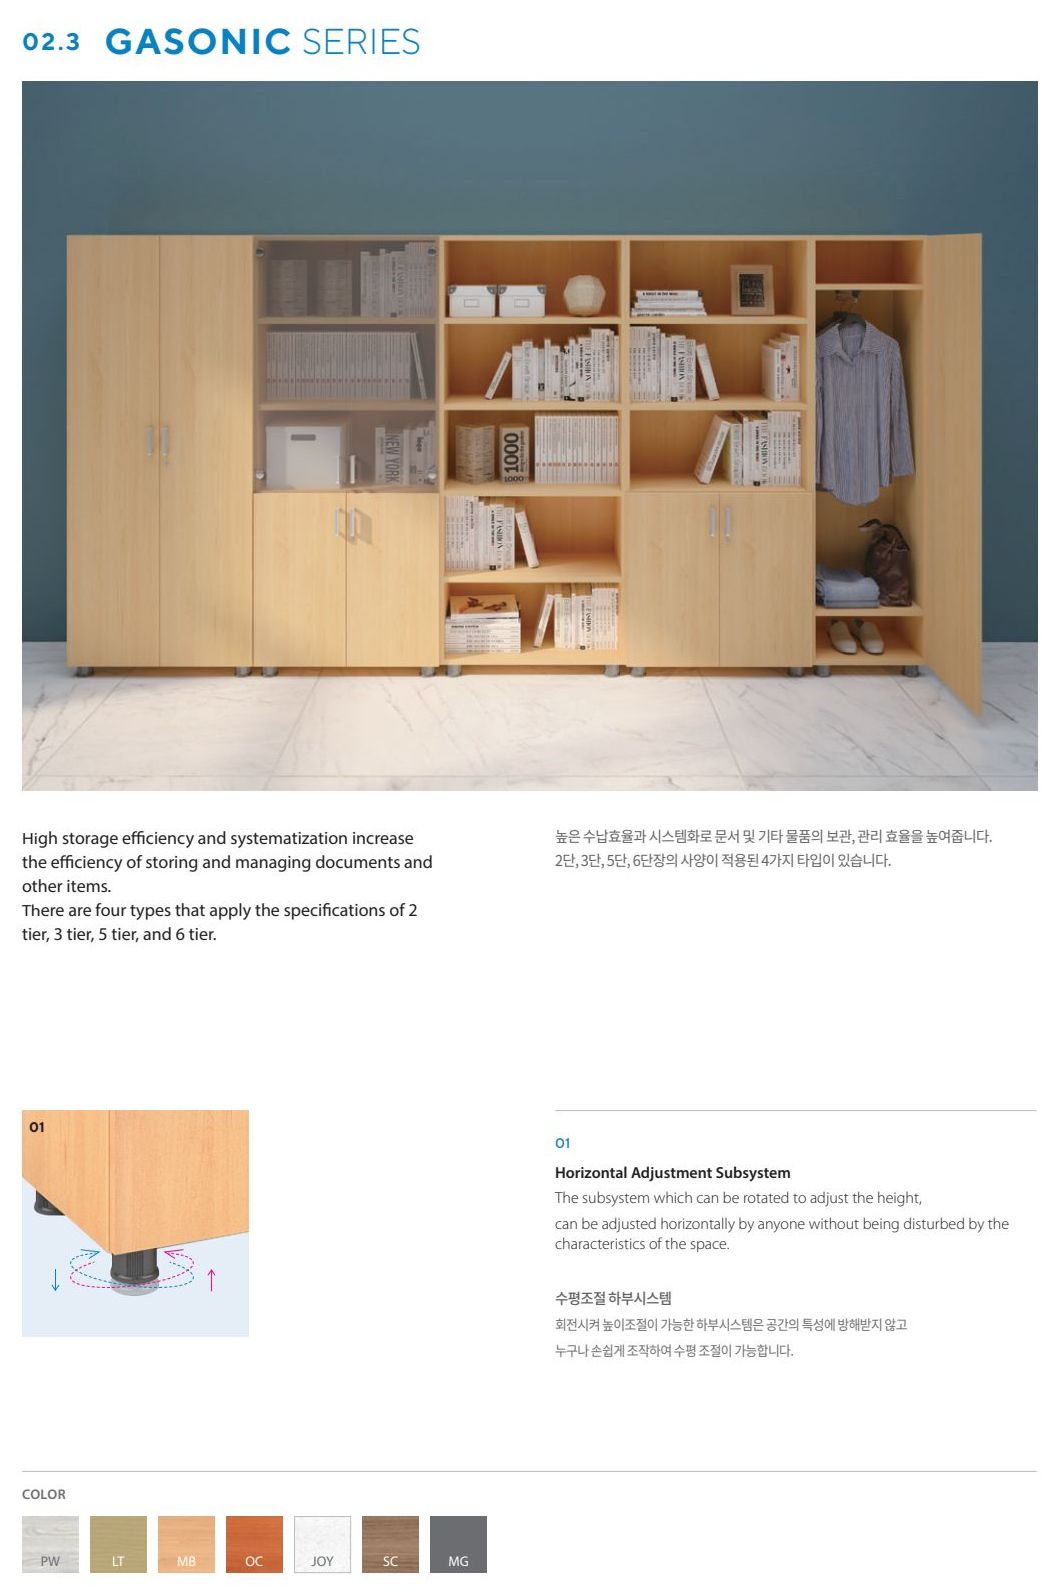 02.3 GASONIC SERIES
NEW YORK
1000
1000
High storage efficiency and systematization increase
the efficiency of storing and managing documents and
other items.
There are four types that apply the specifications of 2
tier, 3 tier, 5 tier, and 6 tier.
높은 수납효율과 시스템화로 문서 및 기타 물품의 보관, 관리 효율을 높여줍니다.
2단, 3단, 5단, 6단장의 사양이 적용된 4가지 타입이 있습니다.
01
01
Horizontal Adjustment Subsystem
The subsystem which can be rotated to adjust the height,
can be adjusted horizontally by anyone without being disturbed by the
characteristics of the space.
수평조절 하부시스템
회전시켜 높이조절이 가능한 하부시스템은 공간의 특성에 방해받지 않고
누구나 손쉽게 조작하여 수평 조절이 가능합니다.
COLOR
PW LT MB OC JOY SC MG